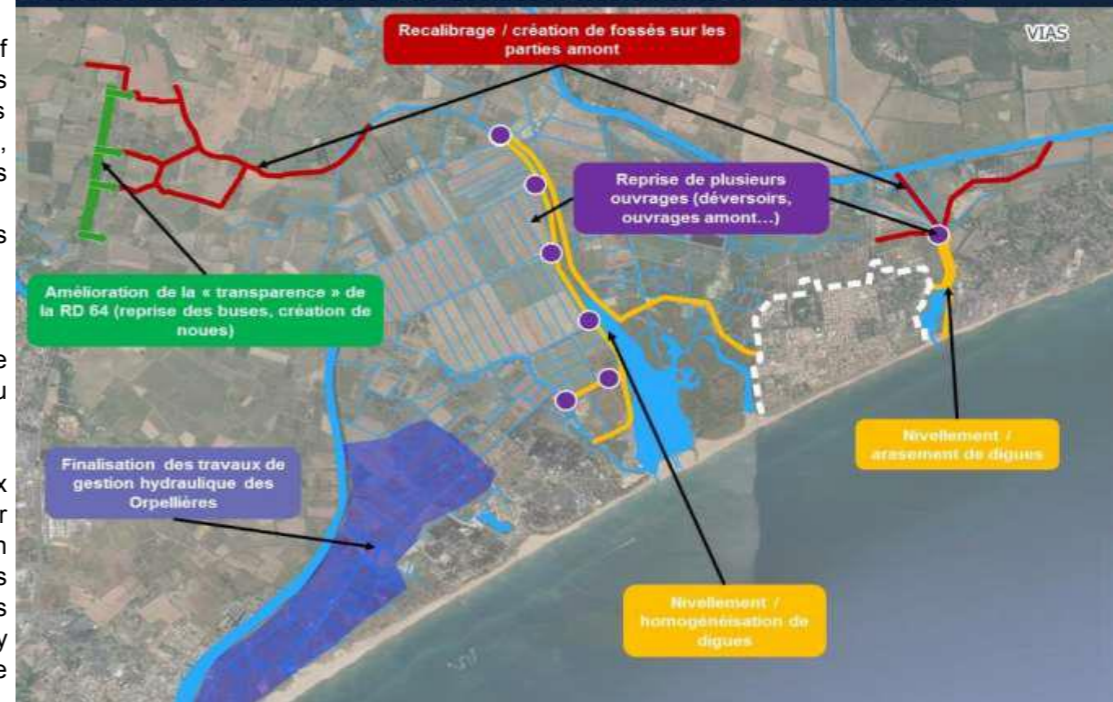 f
s
s
,
s
s
e
u
x
r
n
s
s
y
e
Recalibrage / création de fossés sur les
parties amont
VIAS
Reprise de plusieurs
ouvrages (déversoirs,
ouvrages amont…)
Amélioration de la « transparence » de
la RD 64 (reprise des buses, création de
noues)
Nivellement /
arasement de digues
Finalisation des travaux de
gestion hydraulique des
Orpellières
Nivellement /
homogénéisation de
digues